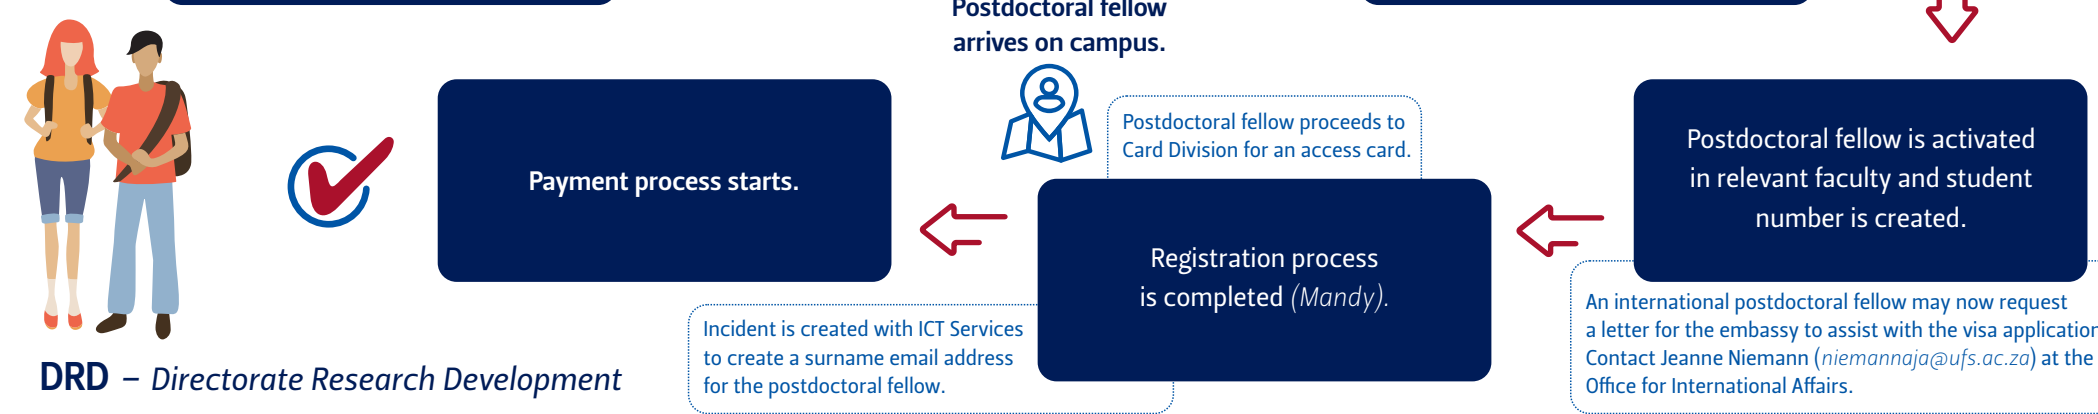 Postdoctoral fellow
arrives on campus.
Postdoctoral fellow proceeds to
Card Division for an access card.
Postdoctoral fellow is activated
in relevant faculty and student
number is created.
Payment process starts.
Registration process
is completed (Mandy).
An international postdoctoral fellow may now request
a letter for the embassy to assist with the visa application
Contact Jeanne Niemann (niemannaja@ufs.ac.za) at the
Office for International Affairs.
Incident is created with ICT Services
to create a surname email address
for the postdoctoral fellow.
DRD – Directorate Research Development